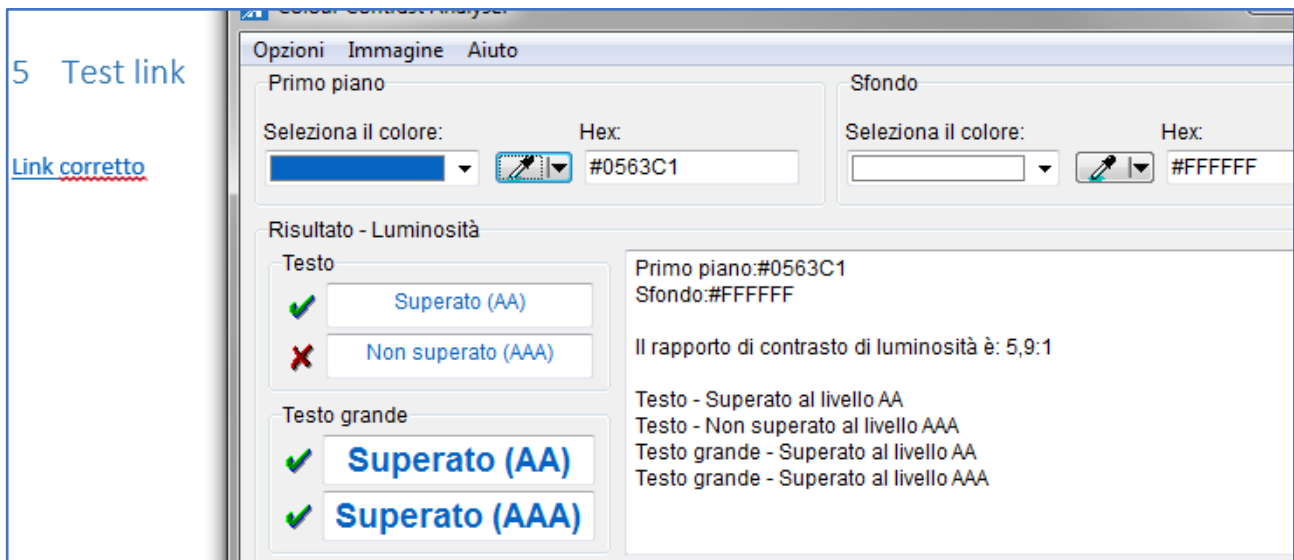 Colour Contrast Analyser
5 Test link
Link corretto
Opzioni Immagine Aiuto
Primo piano
Seleziona il colore: Hex:
#0563C1
Sfondo
Seleziona il colore: Hex:
#FFFFFF
Risultato - Luminosità
Testo
Superato (AA)
Non superato (AAA)
Testo grande
Superato (AA)
Superato (AAA)
Primo piano:#0563C1
Sfondo:#FFFFFF
Il rapporto di contrasto di luminosità è: 5,9:1
Testo - Superato al livello AA
Testo - Non superato al livello AAA
Testo grande - Superato al livello AA
Testo grande - Superato al livello AAA